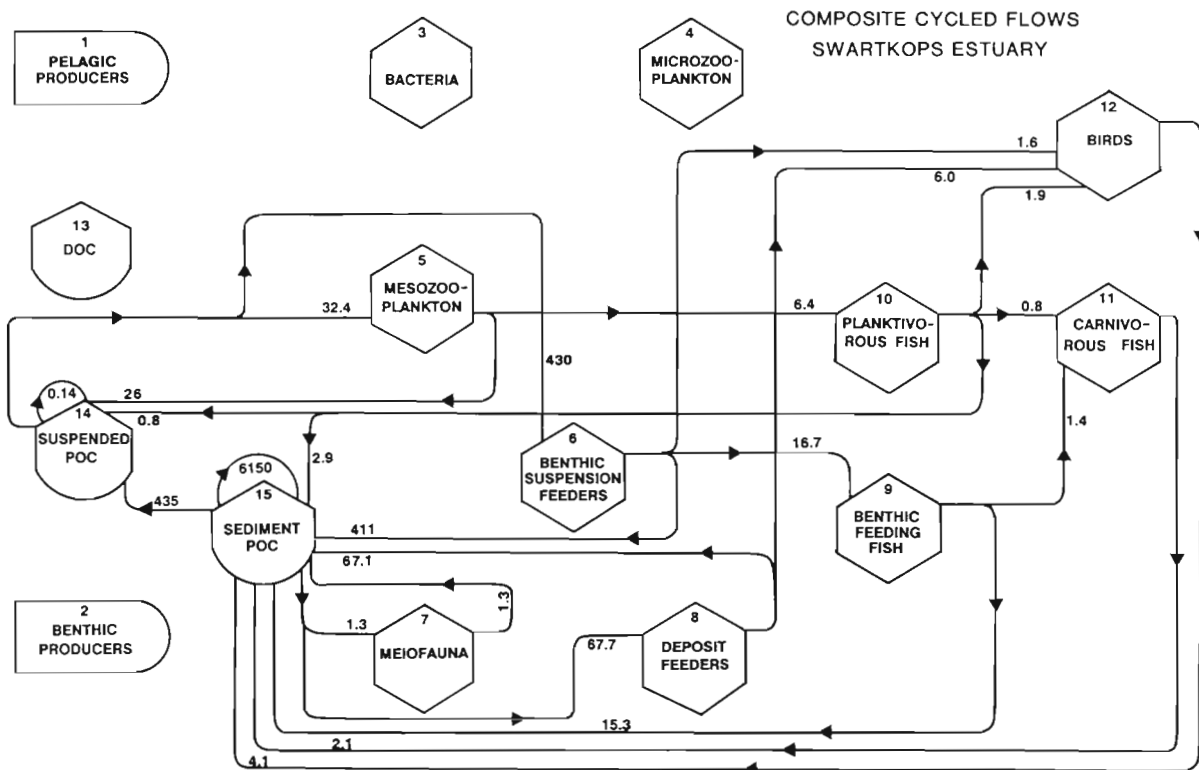 COMPOSITE CYCLED FLOWS
SWARTKOPS ESTUARY
1
PELAGIC
PRODUCERS
3
BACTERIA
4
MICROZOO-
PLANKTON
12
BIRDS
1.6
6.0
1.9
13
DOC
5
MESOZOO-
PLANKTON
32.4
6.4
10
PLANKTIVO-
ROUS FISH
0.8
11
CARNIVO-
ROUS FISH
430
0.14
26
14
SUSPENDED
POC
0.8
2.9
1.4
6
BENTHIC
SUSPENSION
FEEDERS
16.7
9
BENTHIC
FEEDING
FISH
6150
15
SEDIMENT
POC
435
411
67.1
1.3
2
BENTHIC
PRODUCERS
1.3
7
MEIOFAUNA
67.7
8
DEPOSIT
FEEDERS
15.3
2.1
4.1